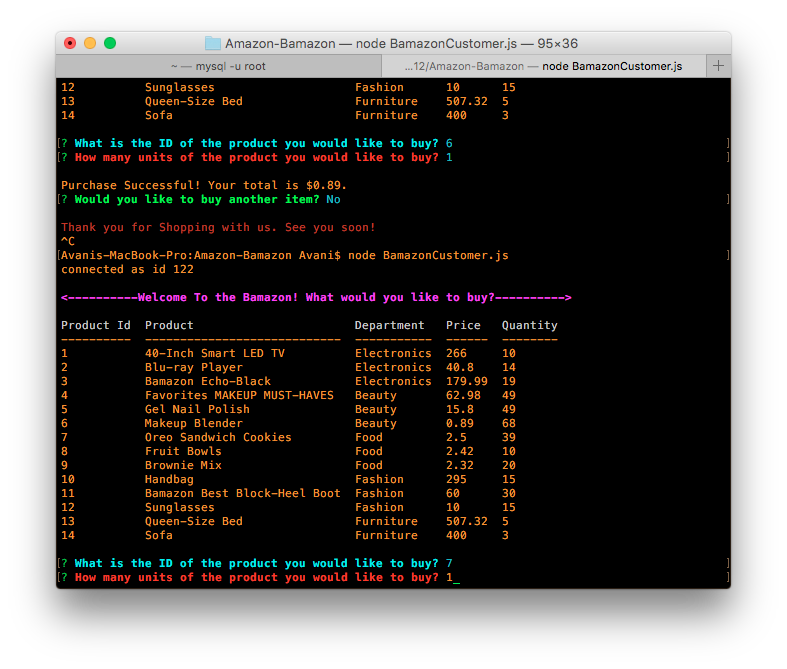 Amazon-Bamazon — node BamazonCustomer.js — 95×36
~ — mysql -u root ...12/Amazon-Bamazon — node BamazonCustomer.js +
12 Sunglasses Fashion 10 15
13 Queen-Size Bed Furniture 507.32 5
14 Sofa Furniture 400 3
[? What is the ID of the product you would like to buy? 6 ]
[? How many units of the product you would like to buy? 1 ]
Purchase Successful! Your total is $0.89.
[? Would you like to buy another item? No ]
Thank you for Shopping with us. See you soon!
^C
[Avanis-MacBook-Pro:Amazon-Bamazon Avani$ node BamazonCustomer.js ]
connected as id 122
<----------Welcome To the Bamazon! What would you like to buy?---------->
Product Id Product Department Price Quantity
---------- ---------------------------- ----------- ------ --------
1 40-Inch Smart LED TV Electronics 266 10
2 Blu-ray Player Electronics 40.8 14
3 Bamazon Echo-Black Electronics 179.99 19
4 Favorites MAKEUP MUST-HAVES Beauty 62.98 49
5 Gel Nail Polish Beauty 15.8 49
6 Makeup Blender Beauty 0.89 68
7 Oreo Sandwich Cookies Food 2.5 39
8 Fruit Bowls Food 2.42 10
9 Brownie Mix Food 2.32 20
10 Handbag Fashion 295 15
11 Bamazon Best Block-Heel Boot Fashion 60 30
12 Sunglasses Fashion 10 15
13 Queen-Size Bed Furniture 507.32 5
14 Sofa Furniture 400 3
[? What is the ID of the product you would like to buy? 7 ]
[? How many units of the product you would like to buy? 1_ ]